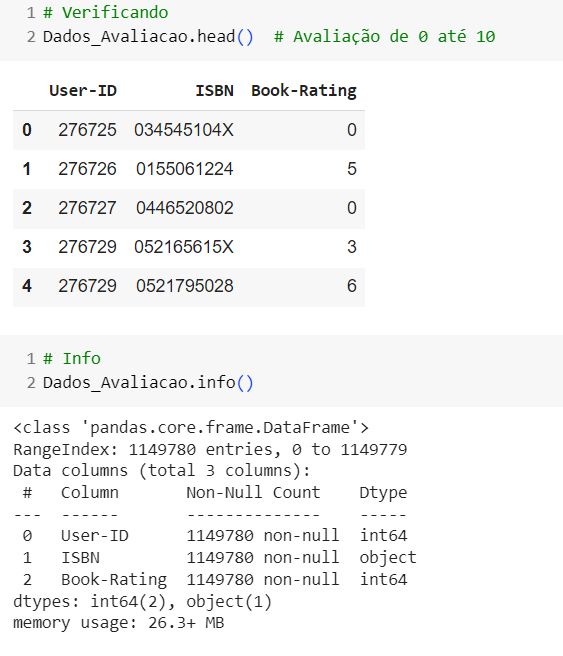 1 # Verificando
2 Dados_Avaliacao.head()  # Avaliação de 0 até 10
User-ID ISBN Book-Rating
0 276725 034545104X 0
1 276726 0155061224 5
2 276727 0446520802 0
3 276729 052165615X 3
4 276729 0521795028 6
1 # Info
2 Dados_Avaliacao.info()
<class 'pandas.core.frame.DataFrame'>
RangeIndex: 1149780 entries, 0 to 1149779
Data columns (total 3 columns):
 #   Column       Non-Null Count    Dtype
---  ------       --------------    -----
 0   User-ID      1149780 non-null  int64
 1   ISBN         1149780 non-null  object
 2   Book-Rating  1149780 non-null  int64
dtypes: int64(2), object(1)
memory usage: 26.3+ MB